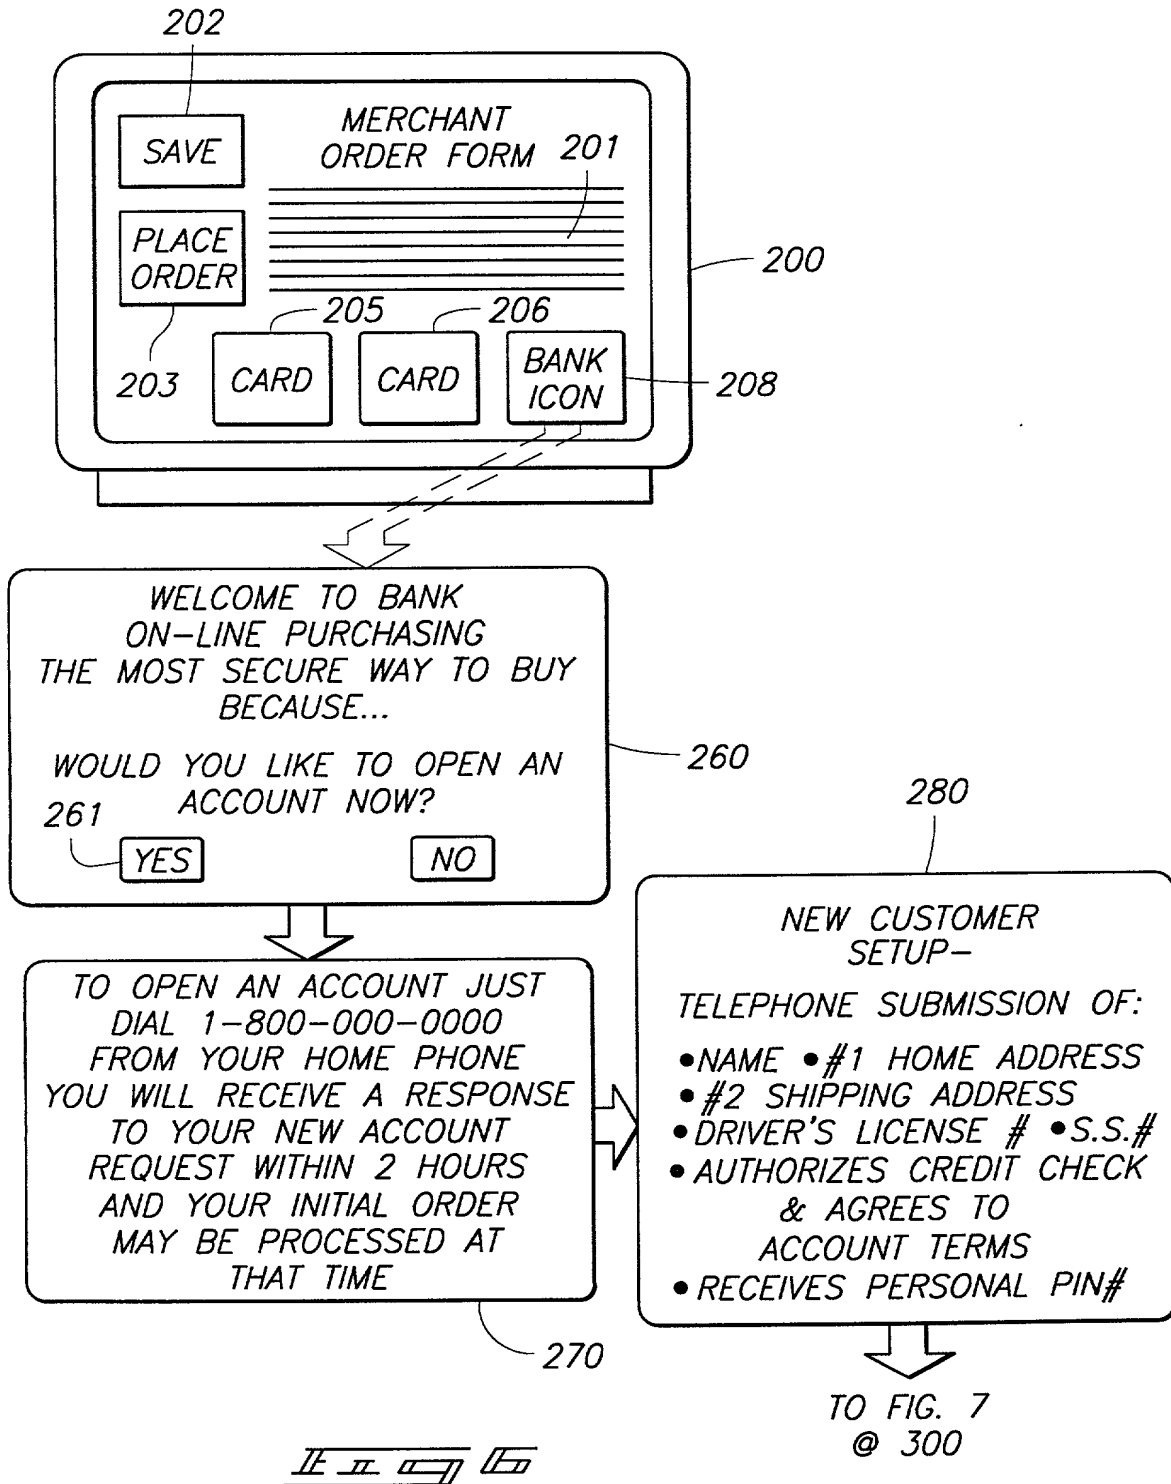 202
SAVE
MERCHANT
ORDER FORM
201
PLACE
ORDER
200
203
205
CARD
206
CARD
BANK
ICON
208
WELCOME TO BANK
ON-LINE PURCHASING
THE MOST SECURE WAY TO BUY
BECAUSE...
WOULD YOU LIKE TO OPEN AN
ACCOUNT NOW?
260
261
YES
NO
TO OPEN AN ACCOUNT JUST
DIAL 1-800-000-0000
FROM YOUR HOME PHONE
YOU WILL RECEIVE A RESPONSE
TO YOUR NEW ACCOUNT
REQUEST WITHIN 2 HOURS
AND YOUR INITIAL ORDER
MAY BE PROCESSED AT
THAT TIME
270
280
NEW CUSTOMER
SETUP-
TELEPHONE SUBMISSION OF:
•NAME •#1 HOME ADDRESS
•#2 SHIPPING ADDRESS
•DRIVER'S LICENSE # •S.S.#
•AUTHORIZES CREDIT CHECK
& AGREES TO
ACCOUNT TERMS
•RECEIVES PERSONAL PIN#
TO FIG. 7
@ 300
Fig 6